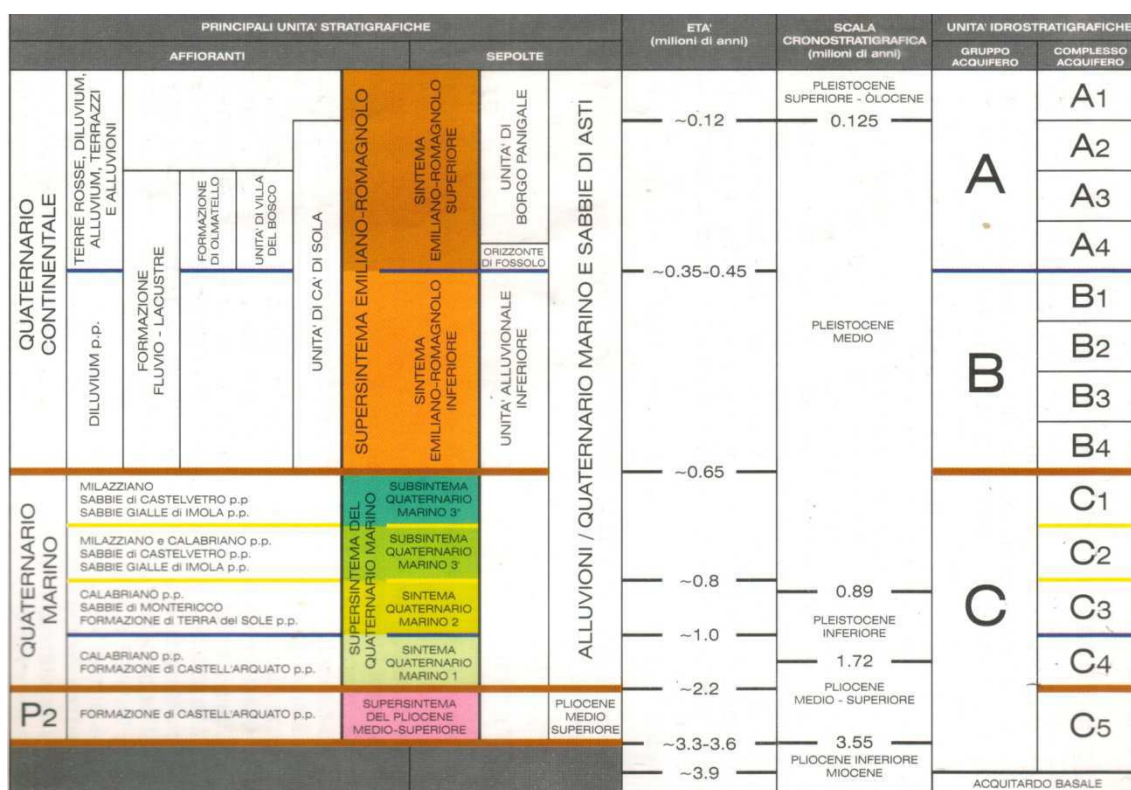 PRINCIPALI UNITA' STRATIGRAFICHE
AFFIORANTI
SEPOLTE
ETA'
(milioni di anni)
SCALA
CRONOSTRATIGRAFICA
(milioni di anni)
UNITA' IDROSTRATIGRAFICHE
GRUPPO
ACQUIFERO
COMPLESSO
ACQUIFERO
QUATERNARIO
CONTINENTALE
TERRE ROSSE, DILUVIUM,
ALLUVIUM, TERRAZZI
E ALLUVIONI
DILUVIUM p.p.
FORMAZIONE
FLUVIO - LACUSTRE
FORMAZIONE
DI OLMATELLO
UNITA' DI VILLA
DEL BOSCO
UNITA' DI CA' DI SOLA
SUPERSINTEMA EMILIANO-ROMAGNOLO
SINTEMA
EMILIANO-ROMAGNOLO
SUPERIORE
SINTEMA
EMILIANO-ROMAGNOLO
INFERIORE
UNITA' DI
BORGO PANIGALE
ORIZZONTE
DI FOSSOLO
UNITA' ALLUVIONALE
INFERIORE
ALLUVIONI / QUATERNARIO MARINO E SABBIE DI ASTI
QUATERNARIO
MARINO
MILAZZIANO
SABBIE di CASTELVETRO p.p
SABBIE GIALLE di IMOLA p.p.
MILAZZIANO e CALABRIANO p.p.
SABBIE di CASTELVETRO p.p.
SABBIE GIALLE di IMOLA p.p.
CALABRIANO p.p.
SABBIE di MONTERICCO
FORMAZIONE di TERRA del SOLE p.p.
CALABRIANO p.p.
FORMAZIONE di CASTELL'ARQUATO p.p.
SUPERSINTEMA DEL
QUATERNARIO MARINO
SUBSINTEMA
QUATERNARIO
MARINO 3"
SUBSINTEMA
QUATERNARIO
MARINO 3'
SINTEMA
QUATERNARIO
MARINO 2
SINTEMA
QUATERNARIO
MARINO 1
P2
FORMAZIONE di CASTELL'ARQUATO p.p.
SUPERSINTEMA
DEL PLIOCENE
MEDIO-SUPERIORE
PLIOCENE
MEDIO
SUPERIORE
~0.12
~0.35-0.45
~0.65
~0.8
~1.0
~2.2
~3.3-3.6
~3.9
PLEISTOCENE
SUPERIORE - ÒLOCENE
0.125
PLEISTOCENE
MEDIO
0.89
PLEISTOCENE
INFERIORE
1.72
PLIOCENE
MEDIO - SUPERIORE
3.55
PLIOCENE INFERIORE
MIOCENE
A
B
C
A1
A2
A3
A4
B1
B2
B3
B4
C1
C2
C3
C4
C5
ACQUITARDO BASALE